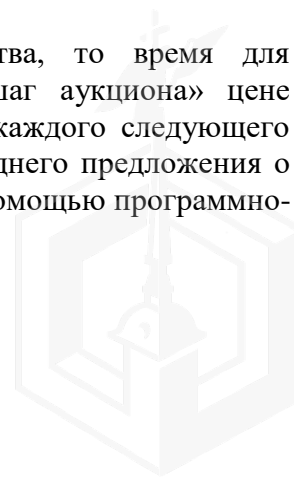 тва, то время для
шаг аукциона» цене
каждого следующего
днего предложения о
омощью программно-